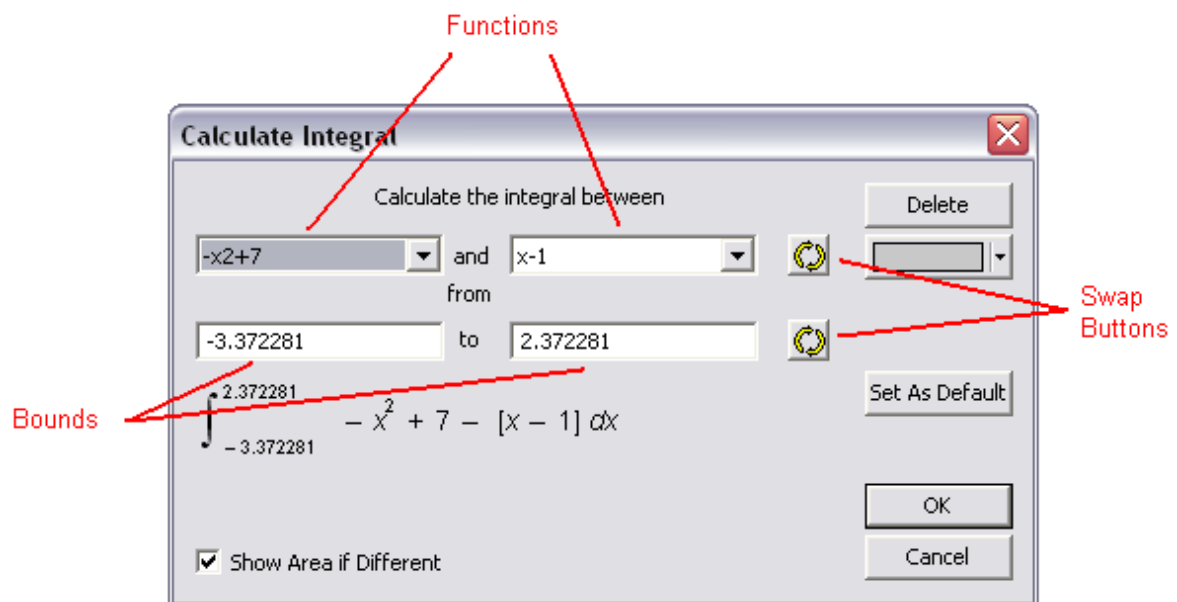 Functions
Calculate Integral
Calculate the integral between
Delete
-x2+7 and x-1
from
-3.372281 to 2.372281
Swap
Buttons
Set As Default
Bounds
∫ 2.372281 -3.372281 - x² + 7 - [x - 1] dx
OK
Show Area if Different
Cancel